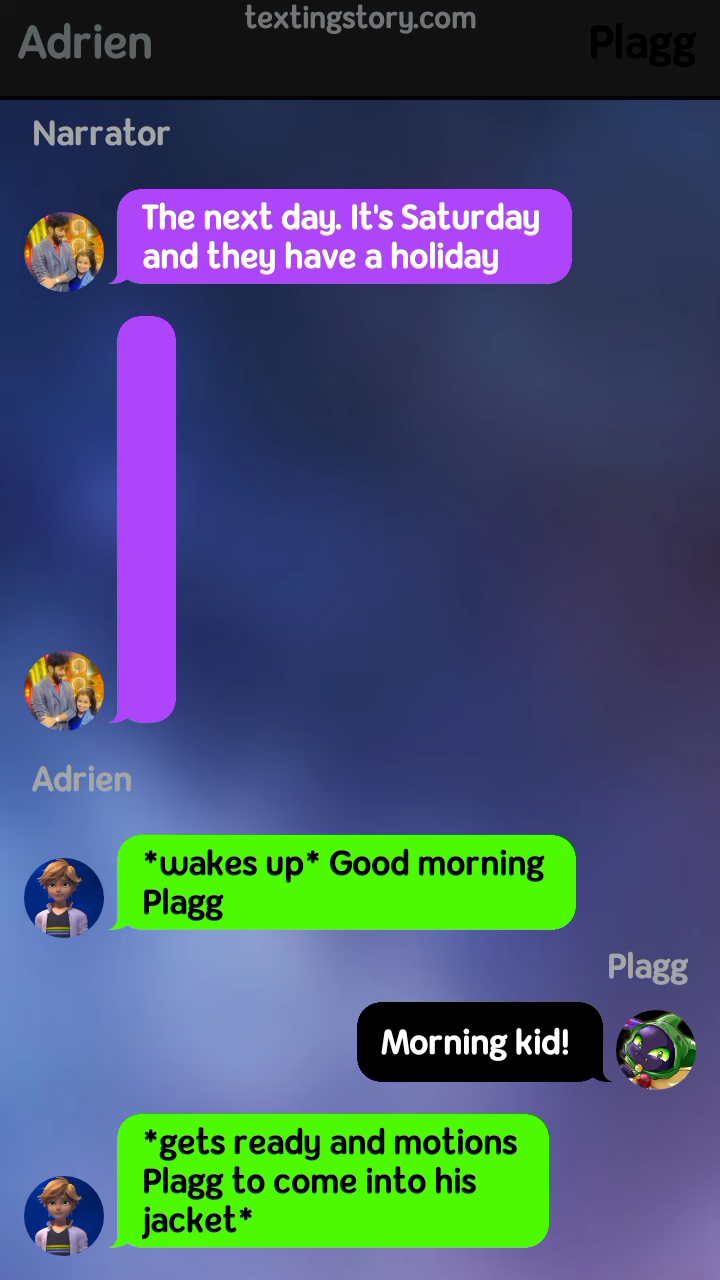 textingstory.com
Adrien
Plagg
Narrator
The next day. It's Saturday
and they have a holiday
Adrien
*wakes up* Good morning
Plagg
Plagg
Morning kid!
*gets ready and motions
Plagg to come into his
jacket*